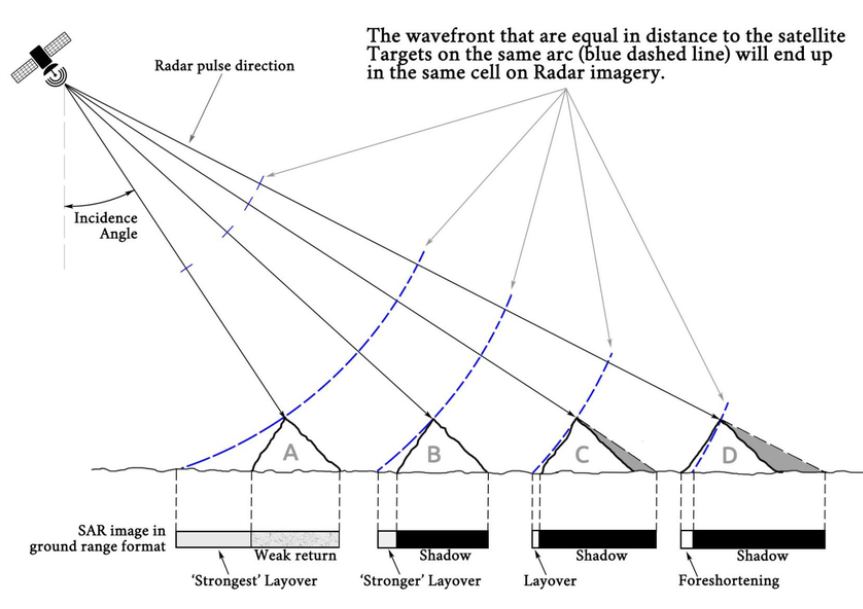 The wavefront that are equal in distance to the satellite
Targets on the same arc (blue dashed line) will end up
in the same cell on Radar imagery.
Radar pulse direction
Incidence
Angle
A
B
C
D
SAR image in
ground range format
Weak return
Shadow
Shadow
Shadow
'Strongest' Layover
'Stronger' Layover
Layover
Foreshortening